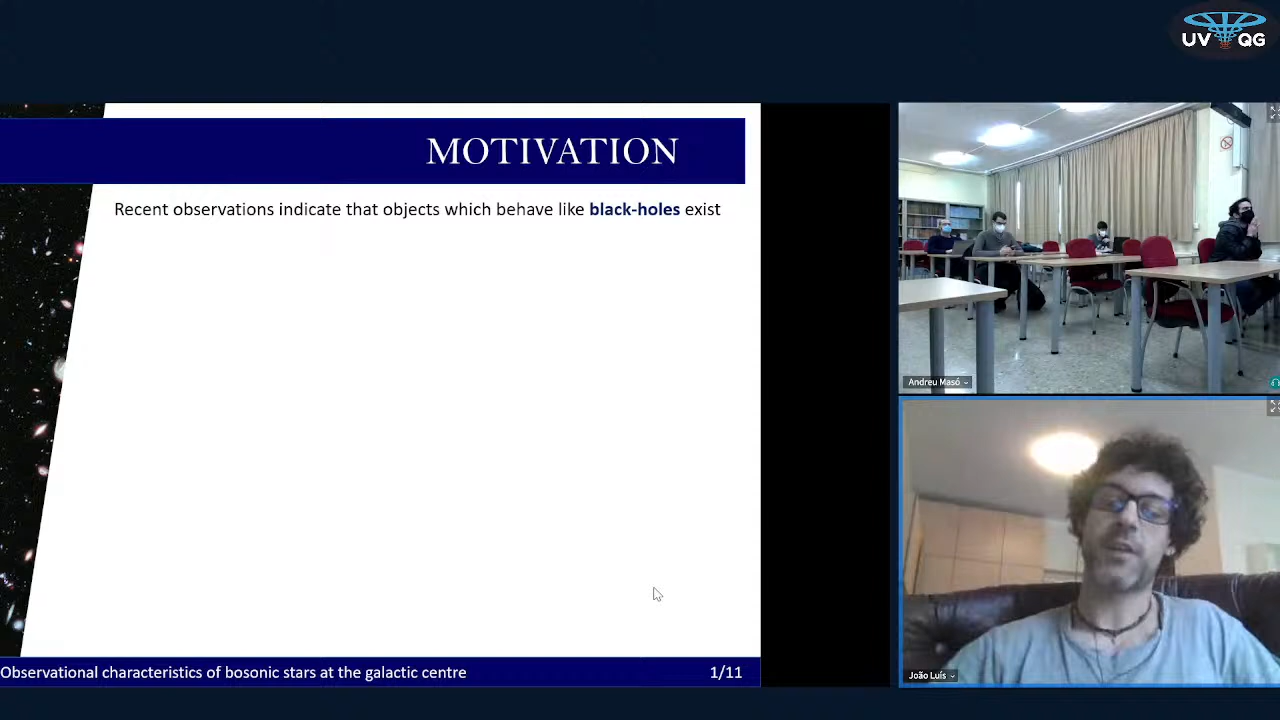 UV QG
MOTIVATION
Recent observations indicate that objects which behave like black-holes exist
Andreu Masó
João Luís
Observational characteristics of bosonic stars at the galactic centre
1/11